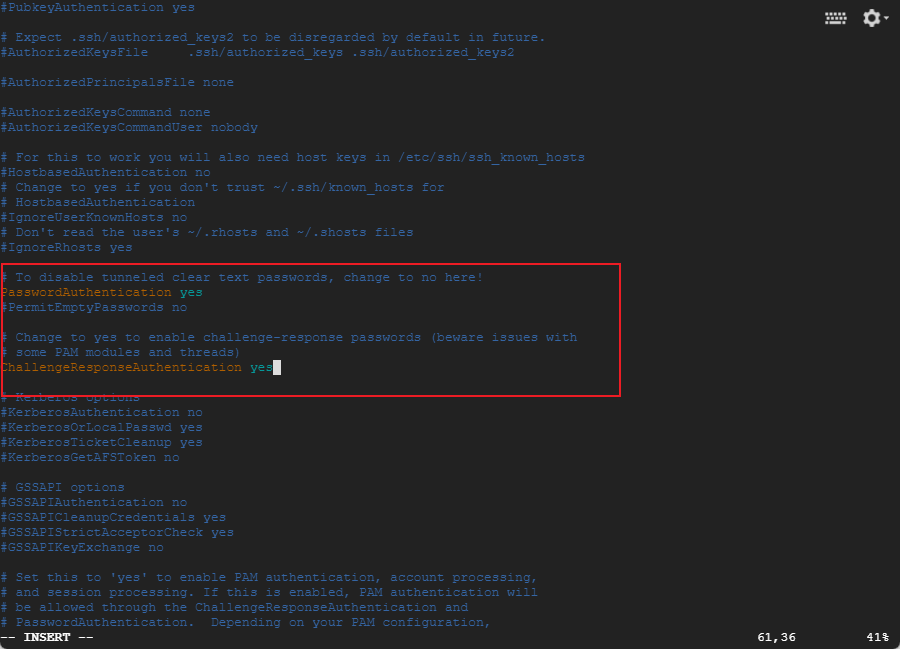 #PubkeyAuthentication yes
# Expect .ssh/authorized_keys2 to be disregarded by default in future.
#AuthorizedKeysFile     .ssh/authorized_keys .ssh/authorized_keys2
#AuthorizedPrincipalsFile none
#AuthorizedKeysCommand none
#AuthorizedKeysCommandUser nobody
# For this to work you will also need host keys in /etc/ssh/ssh_known_hosts
#HostbasedAuthentication no
# Change to yes if you don't trust ~/.ssh/known_hosts for
# HostbasedAuthentication
#IgnoreUserKnownHosts no
# Don't read the user's ~/.rhosts and ~/.shosts files
#IgnoreRhosts yes
# To disable tunneled clear text passwords, change to no here!
PasswordAuthentication yes
#PermitEmptyPasswords no
# Change to yes to enable challenge-response passwords (beware issues with
# some PAM modules and threads)
ChallengeResponseAuthentication yes
# Kerberos options
#KerberosAuthentication no
#KerberosOrLocalPasswd yes
#KerberosTicketCleanup yes
#KerberosGetAFSToken no
# GSSAPI options
#GSSAPIAuthentication no
#GSSAPICleanupCredentials yes
#GSSAPIStrictAcceptorCheck yes
#GSSAPIKeyExchange no
# Set this to 'yes' to enable PAM authentication, account processing,
# and session processing. If this is enabled, PAM authentication will
# be allowed through the ChallengeResponseAuthentication and
# PasswordAuthentication.  Depending on your PAM configuration,
-- INSERT -- 61,36 41%